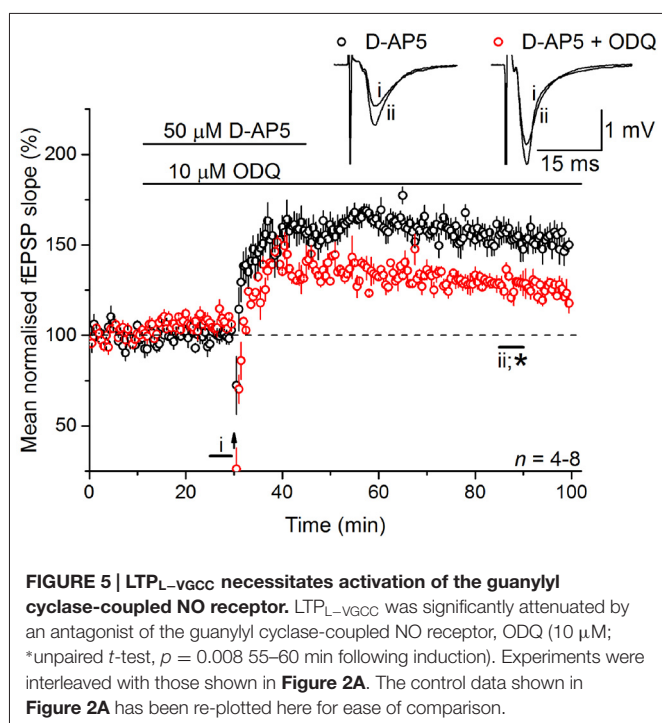 D-AP5
D-AP5 + ODQ
i
ii
i
ii
1 mV
15 ms
50 μM D-AP5
10 μM ODQ
Mean normalised fEPSP slope (%)
200
150
100
50
ii;*
i
n = 4-8
0 20 40 60 80 100
Time (min)
FIGURE 5 | LTPL−VGCC necessitates activation of the guanylyl
cyclase-coupled NO receptor. LTPL−VGCC was significantly attenuated by
an antagonist of the guanylyl cyclase-coupled NO receptor, ODQ (10 μM;
*unpaired t-test, p = 0.008 55–60 min following induction). Experiments were
interleaved with those shown in Figure 2A. The control data shown in
Figure 2A has been re-plotted here for ease of comparison.